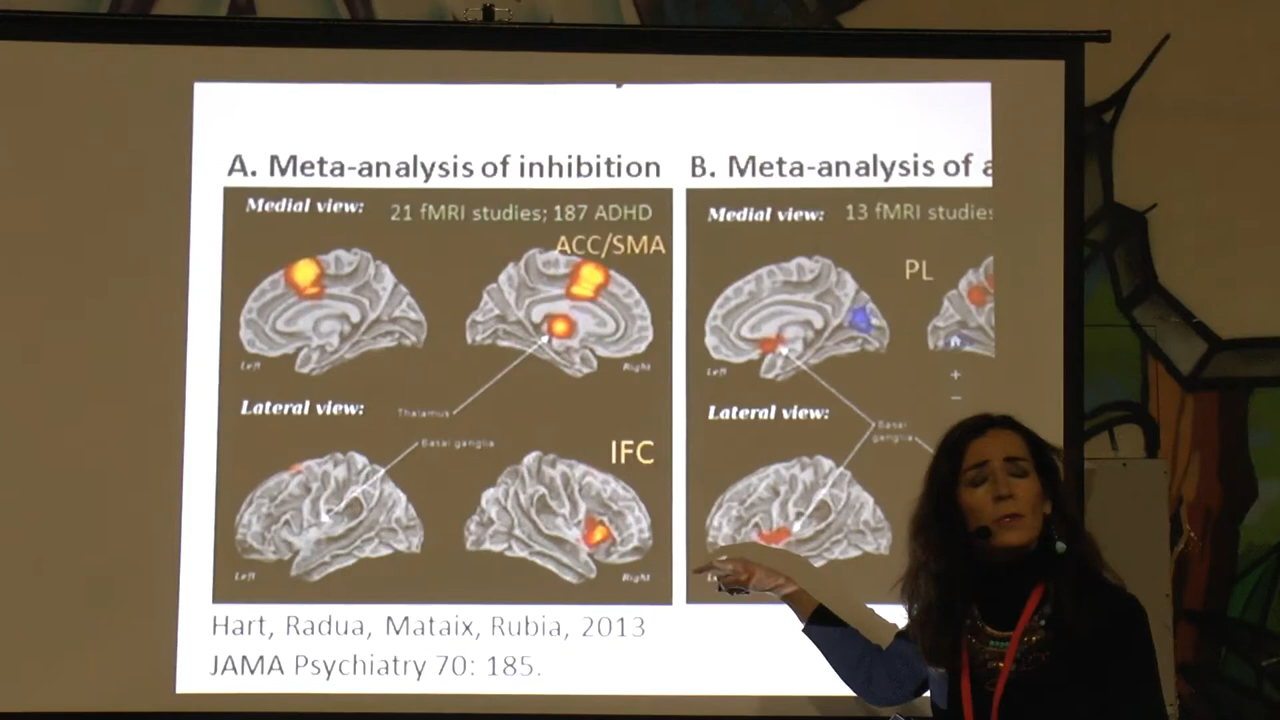 A. Meta-analysis of inhibition
B. Meta-analysis of a
Medial view:
21 fMRI studies; 187 ADHD
ACC/SMA
Left
Right
Thalamus
Lateral view:
Basal ganglia
IFC
Left
Right
Medial view:
13 fMRI studies
PL
Left
+
–
Lateral view:
Basal
ganglia
Hart, Radua, Mataix, Rubia, 2013
JAMA Psychiatry 70: 185.